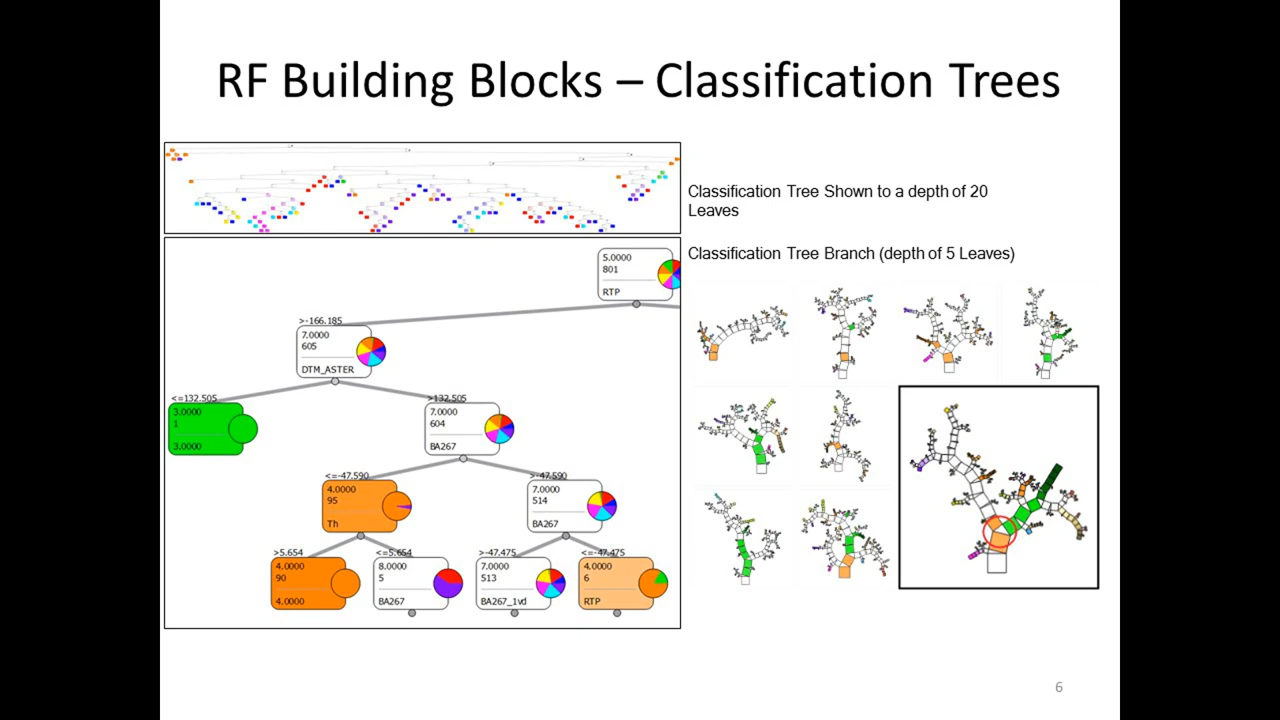 RF Building Blocks – Classification Trees
Classification Tree Shown to a depth of 20
Leaves
Classification Tree Branch (depth of 5 Leaves)
5.0000
801
RTP
>-166.185
7.0000
605
DTM_ASTER
<=132.505
3.0000
1
3.0000
>132.505
7.0000
604
BA267
<=-47.590
4.0000
95
Th
>-47.590
7.0000
514
BA267
>5.654
4.0000
90
4.0000
<=5.654
8.0000
5
BA267
>-47.475
7.0000
513
BA267_1vd
<=-47.475
4.0000
6
RTP
6